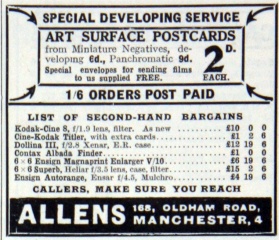 SPECIAL DEVELOPING SERVICE
ART SURFACE POSTCARDS
from Miniature Negatives, de-
veloping 6d., Panchromatic 9d.
Special envelopes for sending films
to us supplied FREE.
2D.
EACH.
1/6 ORDERS POST PAID
LIST OF SECOND-HAND BARGAINS
Kodak-Cine 8, f/1.9 lens, filter. As new £10 0 0
Cine-Kodak Titler, with extra cards. £1 2 6
Dollina III, f/2.8 Xenar, E.R. case £12 19 6
Contax Albada Finder £1 0 0
6 × 6 Ensign Magnaprint Enlarger V/10 £6 19 6
6 × 6 Superb, Heliar f/3.5 lens, case, filter £15 2 6
Ensign Autorange, Ensar f/4.5, Mulchro £4 19 6
CALLERS, MAKE SURE YOU REACH
ALLENS 168, OLDHAM ROAD,
MANCHESTER, 4